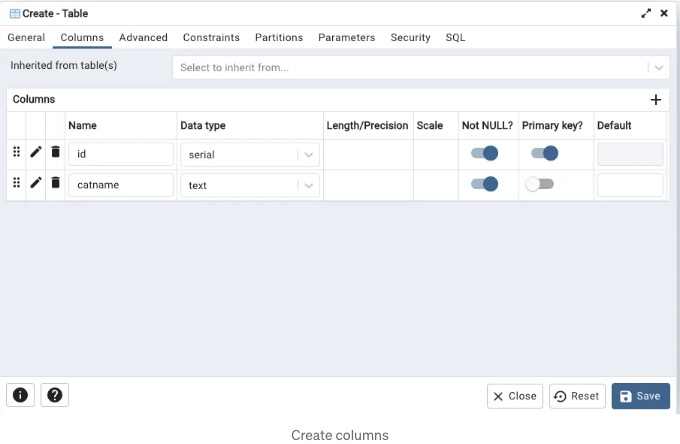 Create - Table
General Columns Advanced Constraints Partitions Parameters Security SQL
Inherited from table(s) Select to inherit from...
Columns
Name Data type Length/Precision Scale Not NULL? Primary key? Default
id serial
catname text
Close Reset Save
Create columns